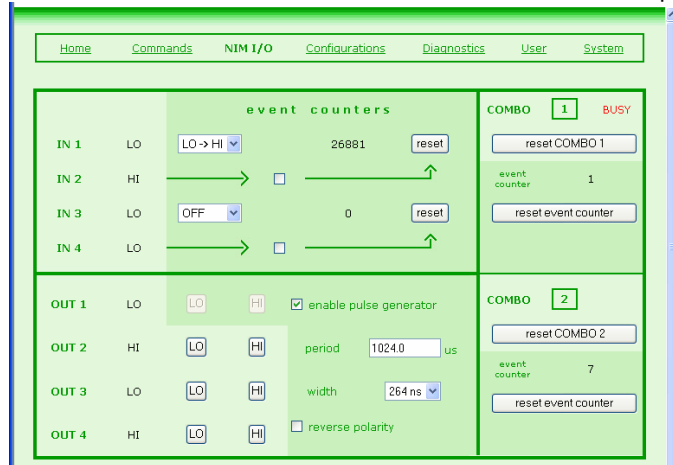 Home Commands NIM I/O Configurations Diagnostics User System
event counters
COMBO 1 BUSY
IN 1 LO LO -> HI 26881 reset
reset COMBO 1
IN 2 HI
event counter 1
IN 3 LO OFF 0 reset
reset event counter
IN 4 LO
OUT 1 LO LO HI enable pulse generator
COMBO 2
OUT 2 HI LO HI period 1024.0 us
reset COMBO 2
event counter 7
OUT 3 LO LO HI width 264 ns
reset event counter
OUT 4 HI LO HI reverse polarity